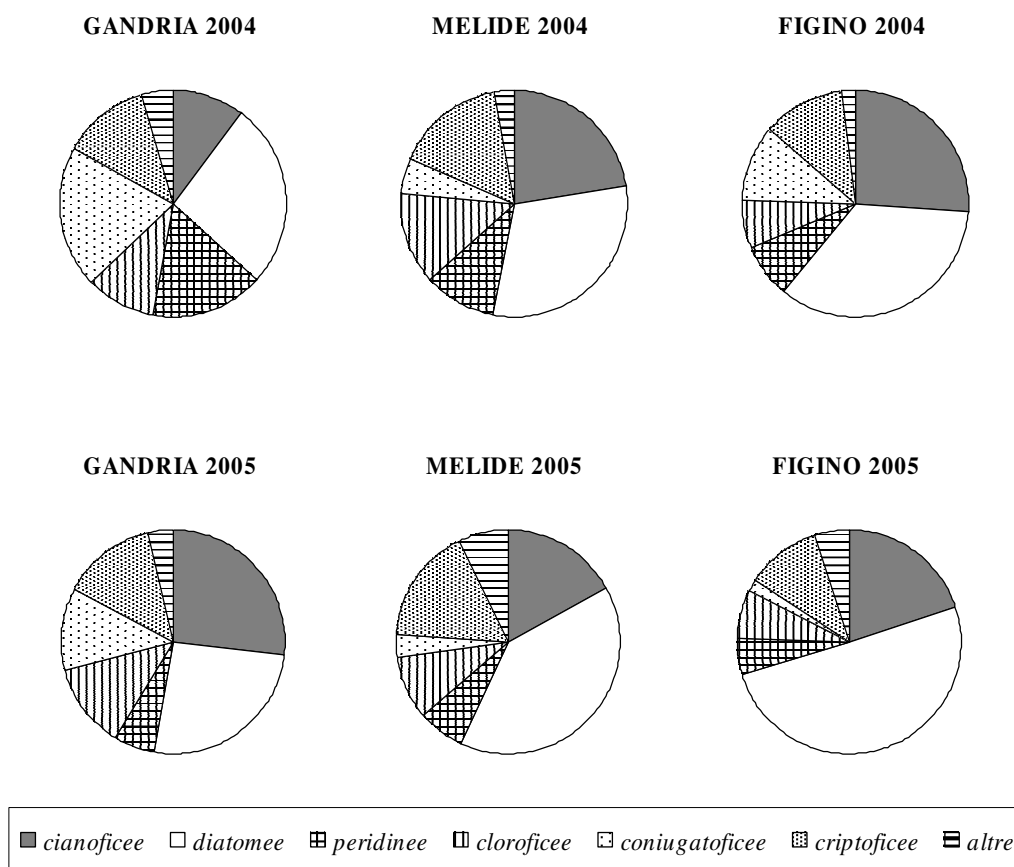 GANDRIA 2004 MELIDE 2004 FIGINO 2004
GANDRIA 2005 MELIDE 2005 FIGINO 2005
cianoficee diatomee peridinee cloroficee coniugatoficee criptoficee altre